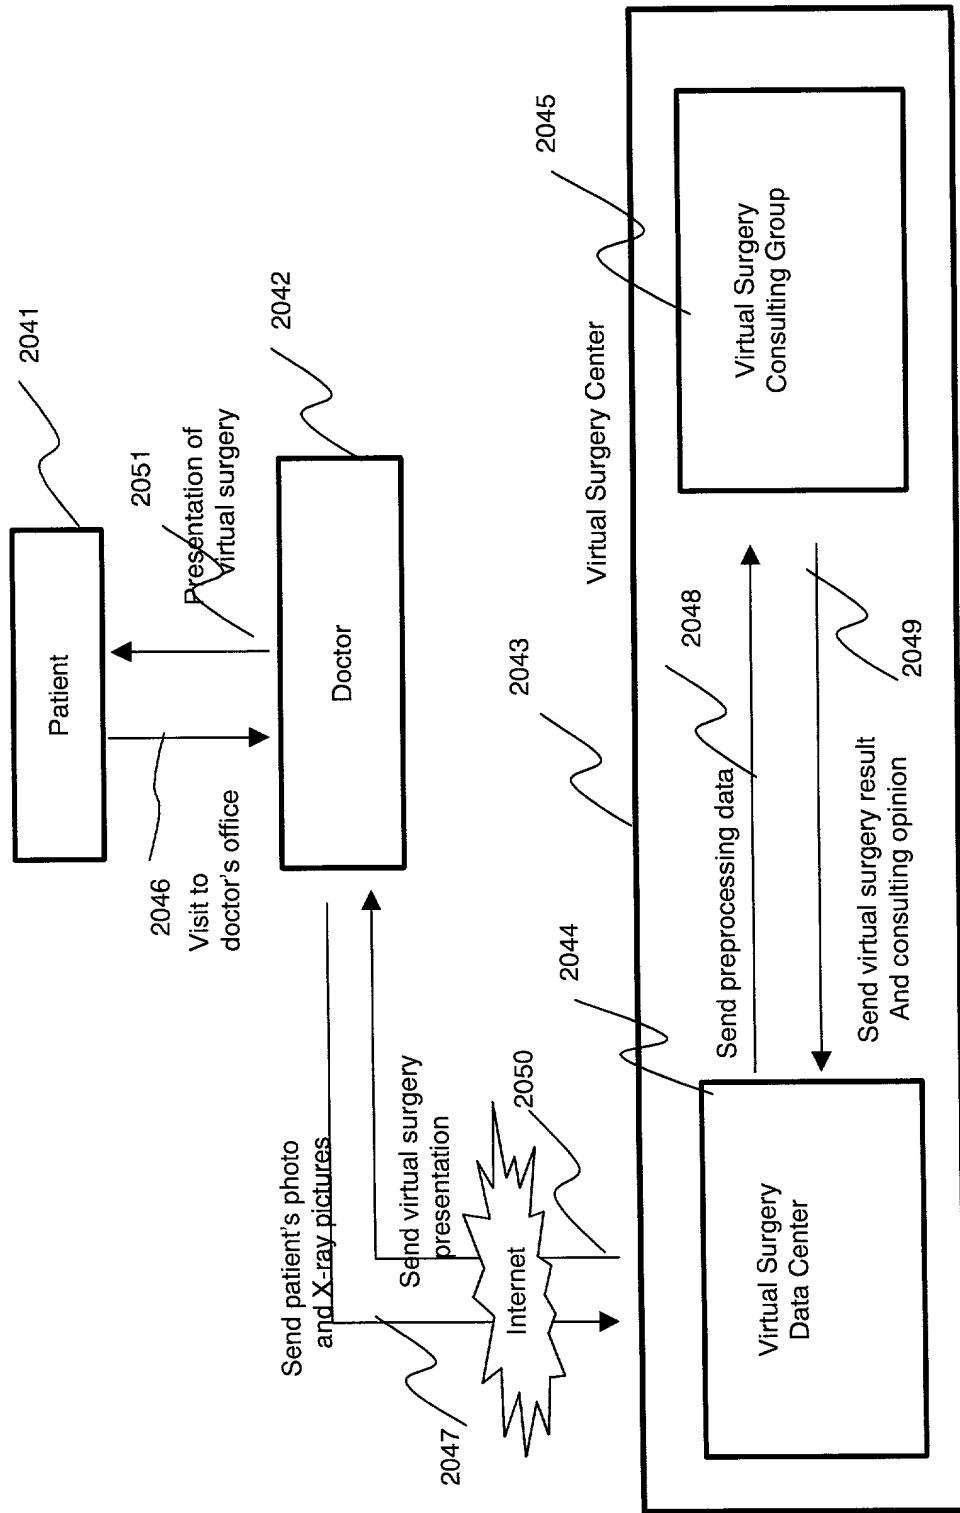 2041
Patient
2051
Presentation of
virtual surgery
2046
Visit to
doctor's office
2042
Doctor
Send patient's photo
and X-ray pictures
Send virtual surgery
presentation
2047
Internet
2050
2043
Virtual Surgery Center
2044
2045
Send preprocessing data
2048
2049
Send virtual surgery result
And consulting opinion
Virtual Surgery
Data Center
Virtual Surgery
Consulting Group